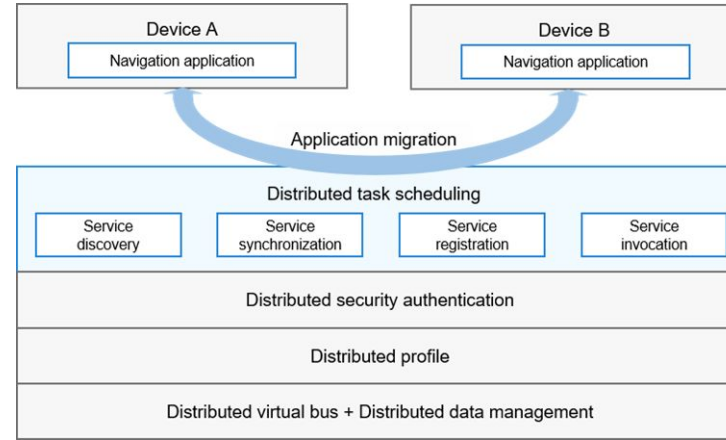 Device A
Navigation application
Device B
Navigation application
Application migration
Distributed task scheduling
Service
discovery
Service
synchronization
Service
registration
Service
invocation
Distributed security authentication
Distributed profile
Distributed virtual bus + Distributed data management